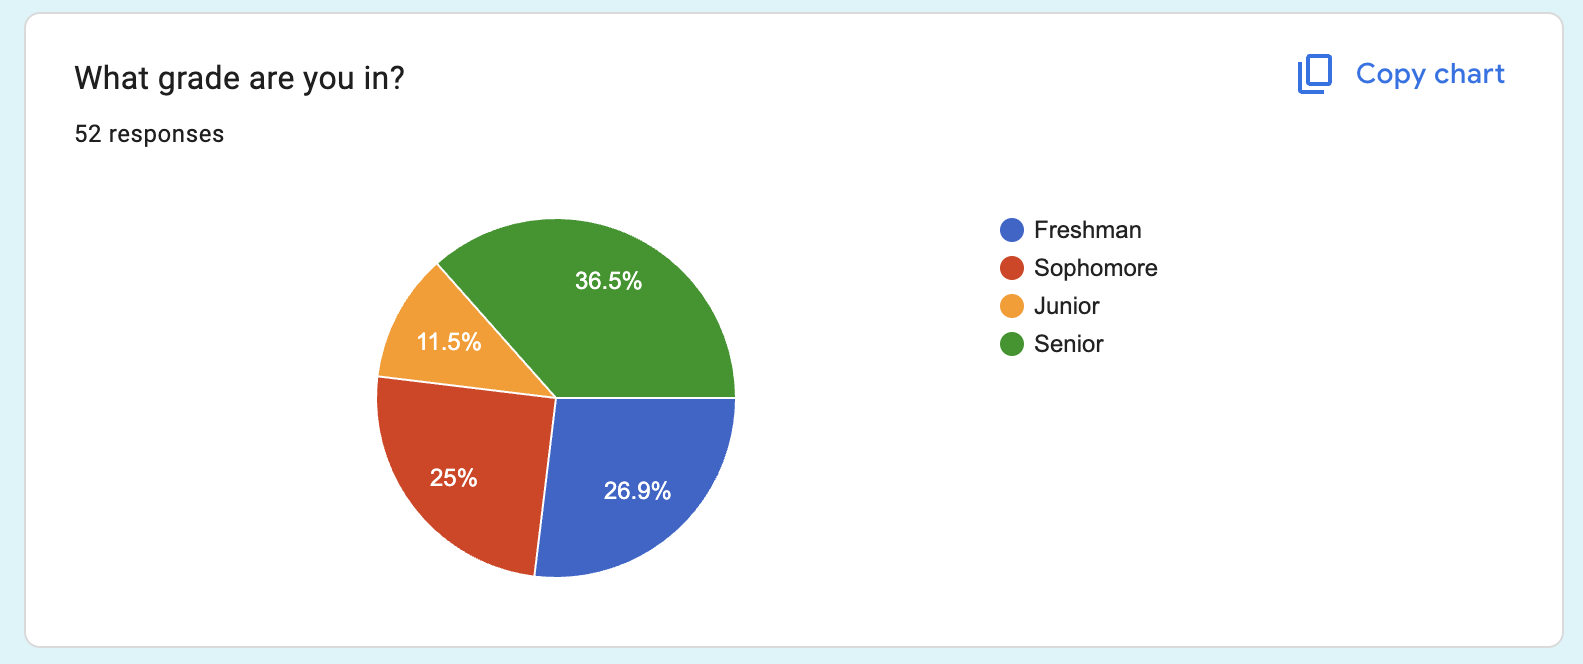 What grade are you in?
Copy chart
52 responses
36.5%
11.5%
25%
26.9%
Freshman
Sophomore
Junior
Senior